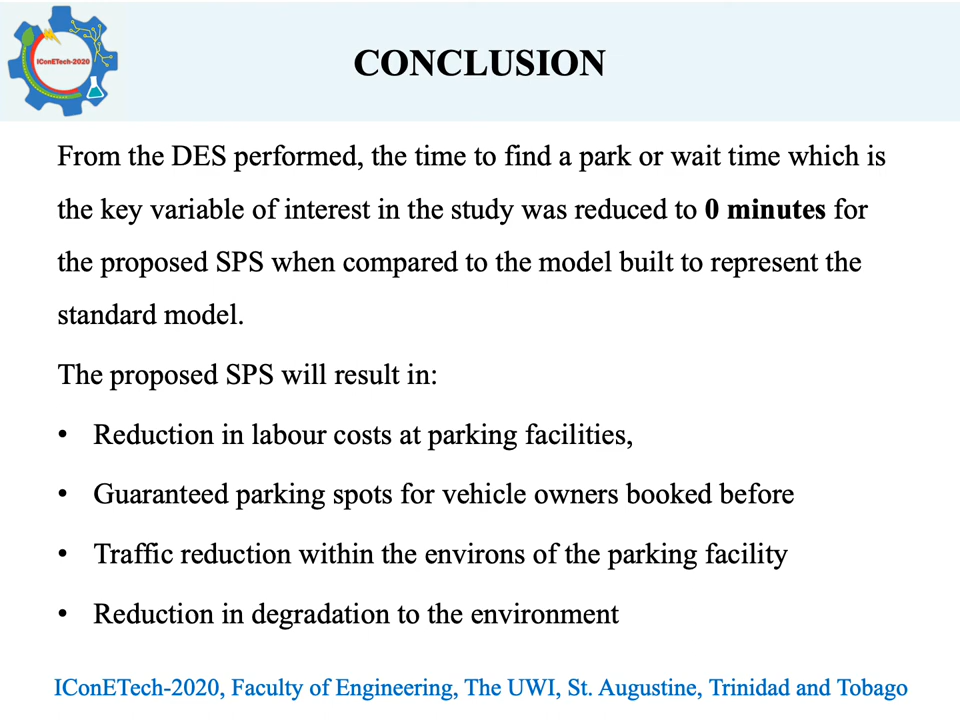 IConETech-2020
CONCLUSION
From the DES performed, the time to find a park or wait time which is
the key variable of interest in the study was reduced to 0 minutes for
the proposed SPS when compared to the model built to represent the
standard model.
The proposed SPS will result in:
• Reduction in labour costs at parking facilities,
• Guaranteed parking spots for vehicle owners booked before
• Traffic reduction within the environs of the parking facility
• Reduction in degradation to the environment
IConETech-2020, Faculty of Engineering, The UWI, St. Augustine, Trinidad and Tobago